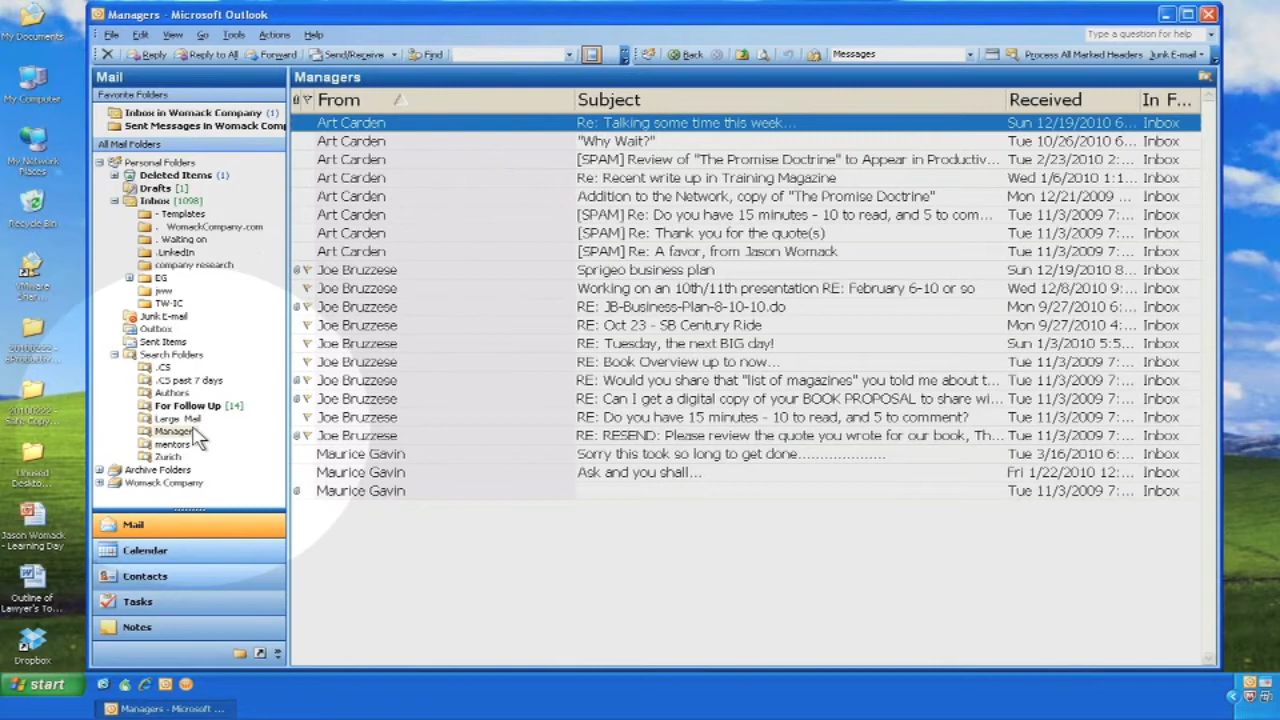 My Documents
My Computer
My Network Places
Recycle Bin
VMware Shar...
Unused Deskto...
Jason Womack - Learning Day
Outline of Lawyer's To...
Dropbox
Managers - Microsoft Outlook
File Edit View Go Tools Actions Help
Type a question for help
Reply Reply to All Forward Send/Receive Find Back Messages Process All Marked Headers Junk E-mail
Mail
Favorite Folders
Inbox in Womack Company (1)
Sent Messages in Womack Comp
All Mail Folders
Personal Folders
Deleted Items (1)
Drafts [1]
Inbox [1098]
- Templates
. WomackCompany.com
. Waiting on
.LinkedIn
company research
EG
jww
TW-IC
Junk E-mail
Outbox
Sent Items
Search Folders
.CS
.CS past 7 days
Authors
For Follow Up [14]
Large Mail
Managers
mentors
Zurich
Archive Folders
Womack Company
Mail
Calendar
Contacts
Tasks
Notes
Managers
From Subject Received In F...
Art Carden Re: Talking some time this week... Sun 12/19/2010 6... Inbox
Art Carden "Why Wait?" Tue 10/26/2010 6... Inbox
Art Carden [SPAM] Review of "The Promise Doctrine" to Appear in Productiv... Tue 2/23/2010 2:... Inbox
Art Carden Re: Recent write up in Training Magazine Wed 1/6/2010 1:1... Inbox
Art Carden Addition to the Network, copy of "The Promise Doctrine" Mon 12/21/2009 ... Inbox
Art Carden [SPAM] Re: Do you have 15 minutes - 10 to read, and 5 to com... Tue 11/3/2009 7:... Inbox
Art Carden [SPAM] Re: Thank you for the quote(s) Tue 11/3/2009 7:... Inbox
Art Carden [SPAM] Re: A favor, from Jason Womack Tue 11/3/2009 7:... Inbox
Joe Bruzzese Sprigeo business plan Sun 12/19/2010 8... Inbox
Joe Bruzzese Working on an 10th/11th presentation RE: February 6-10 or so Wed 12/8/2010 9:... Inbox
Joe Bruzzese RE: JB-Business-Plan-8-10-10.do Mon 9/27/2010 6:... Inbox
Joe Bruzzese RE: Oct 23 - SB Century Ride Mon 9/27/2010 4:... Inbox
Joe Bruzzese RE: Tuesday, the next BIG day! Sun 1/3/2010 5:5... Inbox
Joe Bruzzese RE: Book Overview up to now... Tue 11/3/2009 7:... Inbox
Joe Bruzzese RE: Would you share that "list of magazines" you told me about t... Tue 11/3/2009 7:... Inbox
Joe Bruzzese RE: Can I get a digital copy of your BOOK PROPOSAL to share wi... Tue 11/3/2009 7:... Inbox
Joe Bruzzese RE: Do you have 15 minutes - 10 to read, and 5 to comment? Tue 11/3/2009 7:... Inbox
Joe Bruzzese RE: RESEND: Please review the quote you wrote for our book, Th... Tue 11/3/2009 7:... Inbox
Maurice Gavin Sorry this took so long to get done.................. Tue 3/16/2010 6:... Inbox
Maurice Gavin Ask and you shall... Fri 1/22/2010 12:... Inbox
Maurice Gavin Tue 11/3/2009 7:... Inbox
start
Managers - Microsoft ...